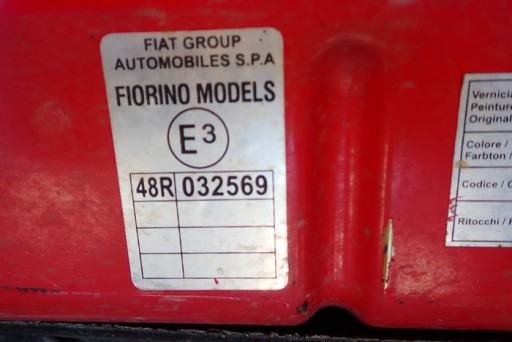 FIAT GROUP
AUTOMOBILES S.P.A
FIORINO MODELS
E3
48R 032569
Vernicia
Peinture
Original
Colore /
Farbton /
Codice /
Ritocchi /